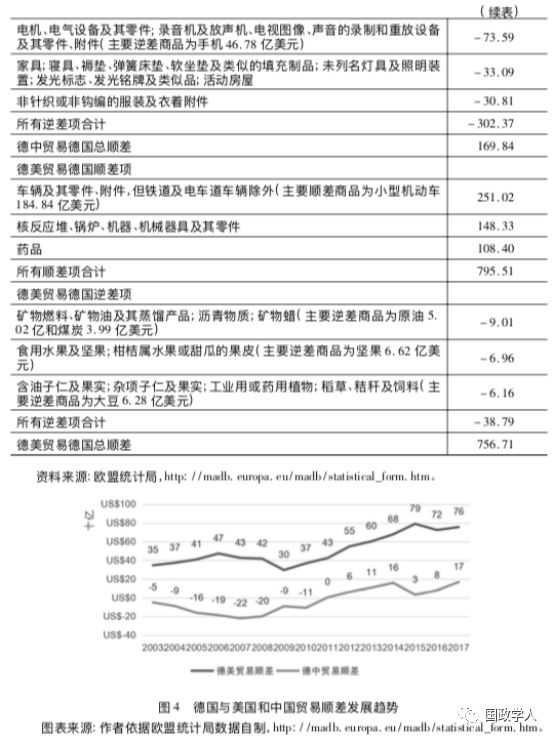 (续表)
电机、电气设备及其零件; 录音机及放声机、电视图像、声音的录制和重放设备
及其零件、附件( 主要逆差商品为手机 46.78 亿美元)
-73.59
家具; 寝具、褥垫、弹簧床垫、软坐垫及类似的填充制品; 未列名灯具及照明装
置; 发光标志、发光铭牌及类似品; 活动房屋
-33.09
非针织或非钩编的服装及衣着附件
-30.81
所有逆差项合计
-302.37
德中贸易德国总顺差
169.84
德美贸易德国顺差项
车辆及其零件、附件, 但铁道及电车道车辆除外( 主要顺差商品为小型机动车
184.84 亿美元)
251.02
核反应堆、锅炉、机器、机械器具及其零件
148.33
药品
108.40
所有顺差项合计
795.51
德美贸易德国逆差项
矿物燃料、矿物油及其蒸馏产品; 沥青物质; 矿物蜡( 主要逆差商品为原油 5.
02 亿和煤炭 3.99 亿美元)
-9.01
食用水果及坚果; 柑桔属水果或甜瓜的果皮( 主要逆差商品为坚果 6.62 亿美
元)
-6.96
含油子仁及果实; 杂项子仁及果实; 工业用或药用植物; 稻草、秸秆及饲料( 主
要逆差商品为大豆 6.28 亿美元)
-6.16
所有逆差项合计
-38.79
德美贸易德国总顺差
756.71
资料来源: 欧盟统计局, http: //madb. europa. eu/madb/statistical_form. htm。
十亿
US$100
US$80
US$60
US$40
US$20
US$0
US$-20
US$-40
35 37 41 47 43 42 30 37 43 55 60 68 79 72 76
-5 -9 -16 -19 -22 -20 -9 -11 0 6 11 16 3 8 17
2003 2004 2005 2006 2007 2008 2009 2010 2011 2012 2013 2014 2015 2016 2017
德美贸易顺差 德中贸易顺差
图 4 德国与美国和中国贸易顺差发展趋势
图表来源: 作者依据欧盟统计局数据自制, http: //madb. europa. eu/madb/statistical_form. htm。
国政学人